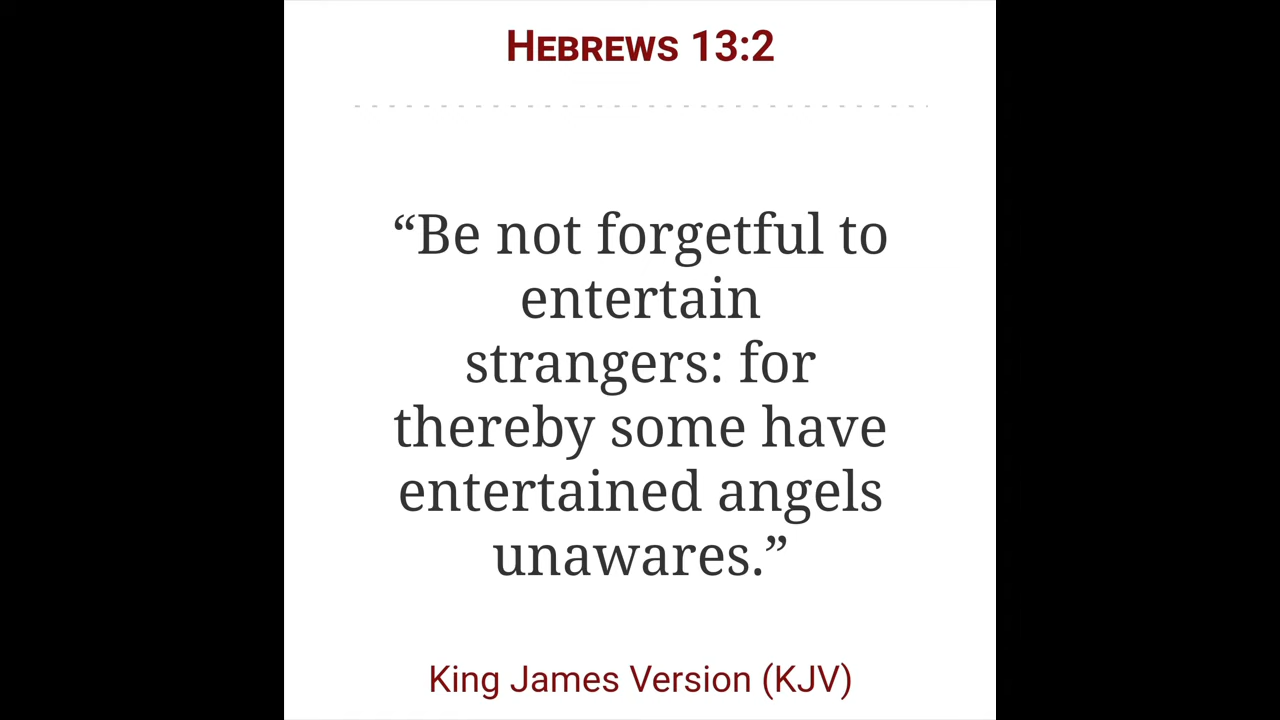 Hebrews 13:2
“Be not forgetful to
entertain
strangers: for
thereby some have
entertained angels
unawares.”
King James Version (KJV)